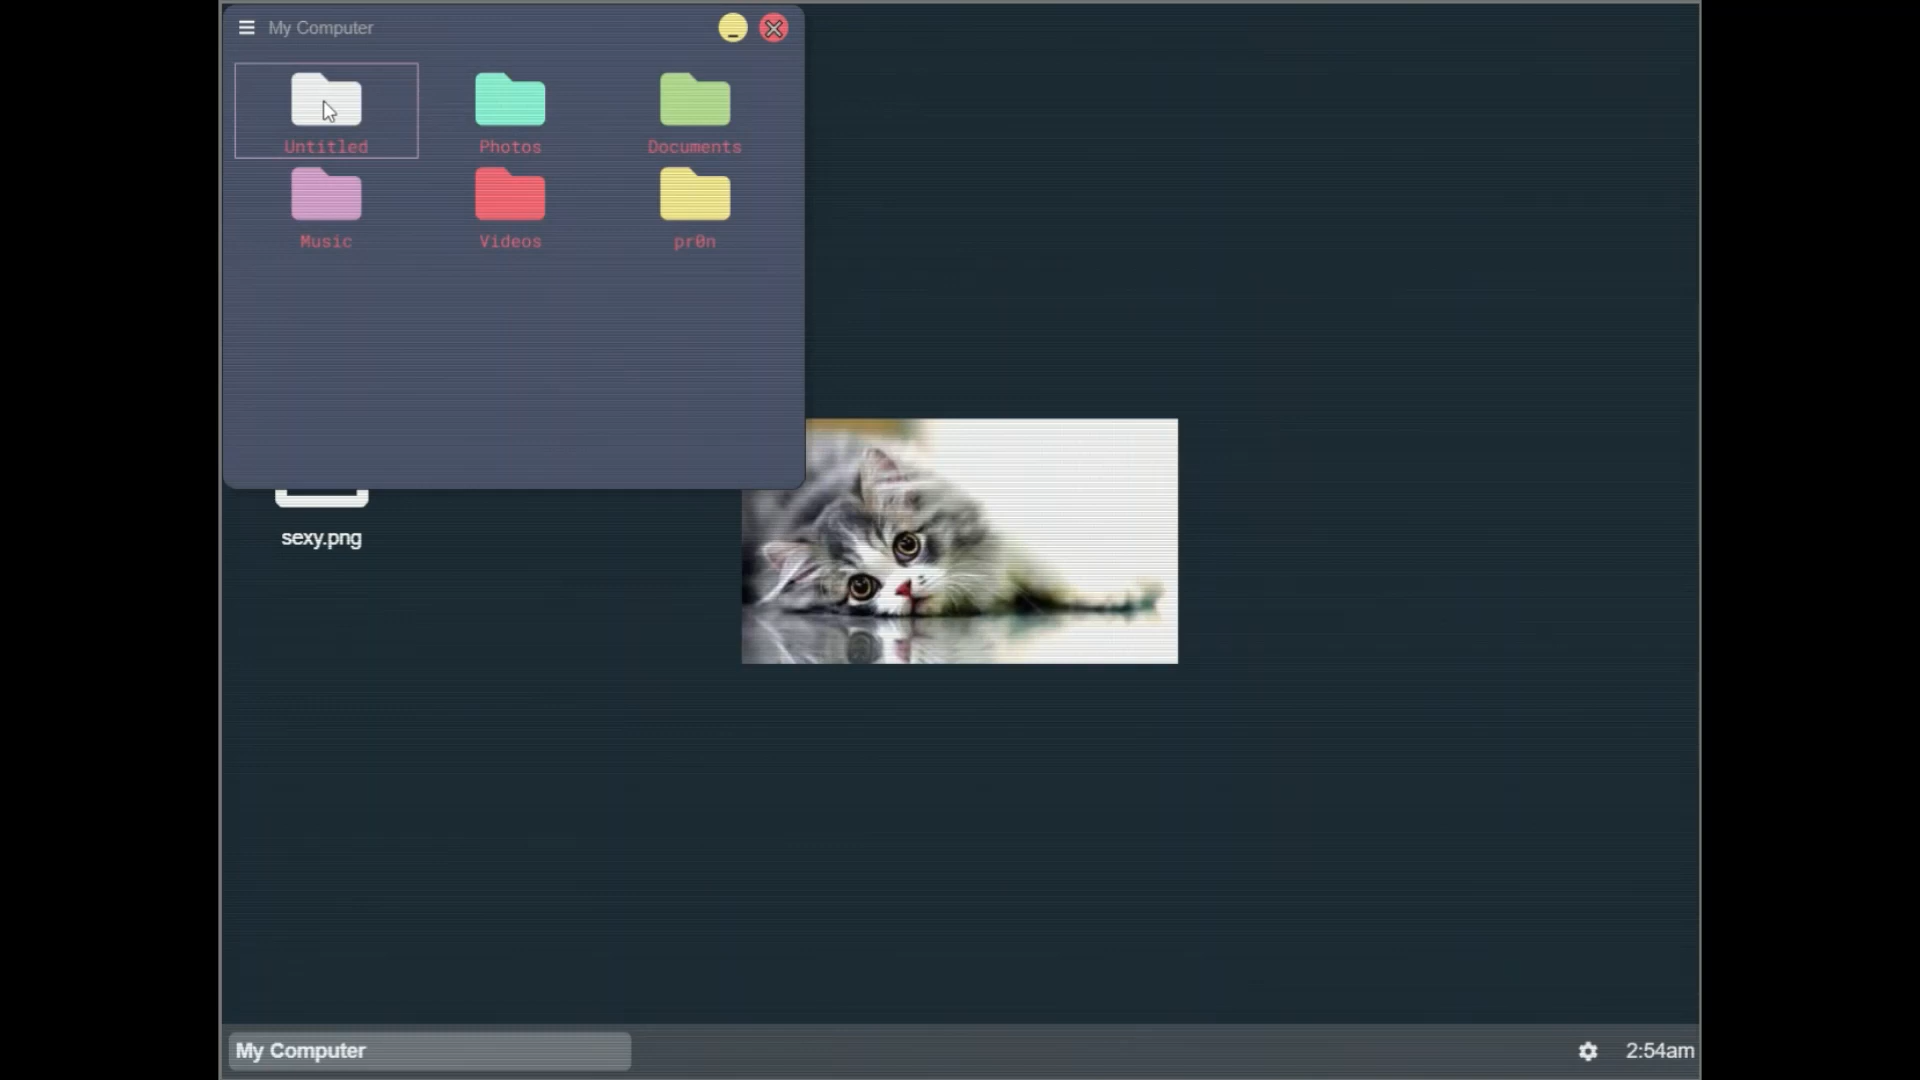 My Computer
Untitled
Photos
Documents
Music
Videos
pr0n
sexy.png
My Computer
2:54am